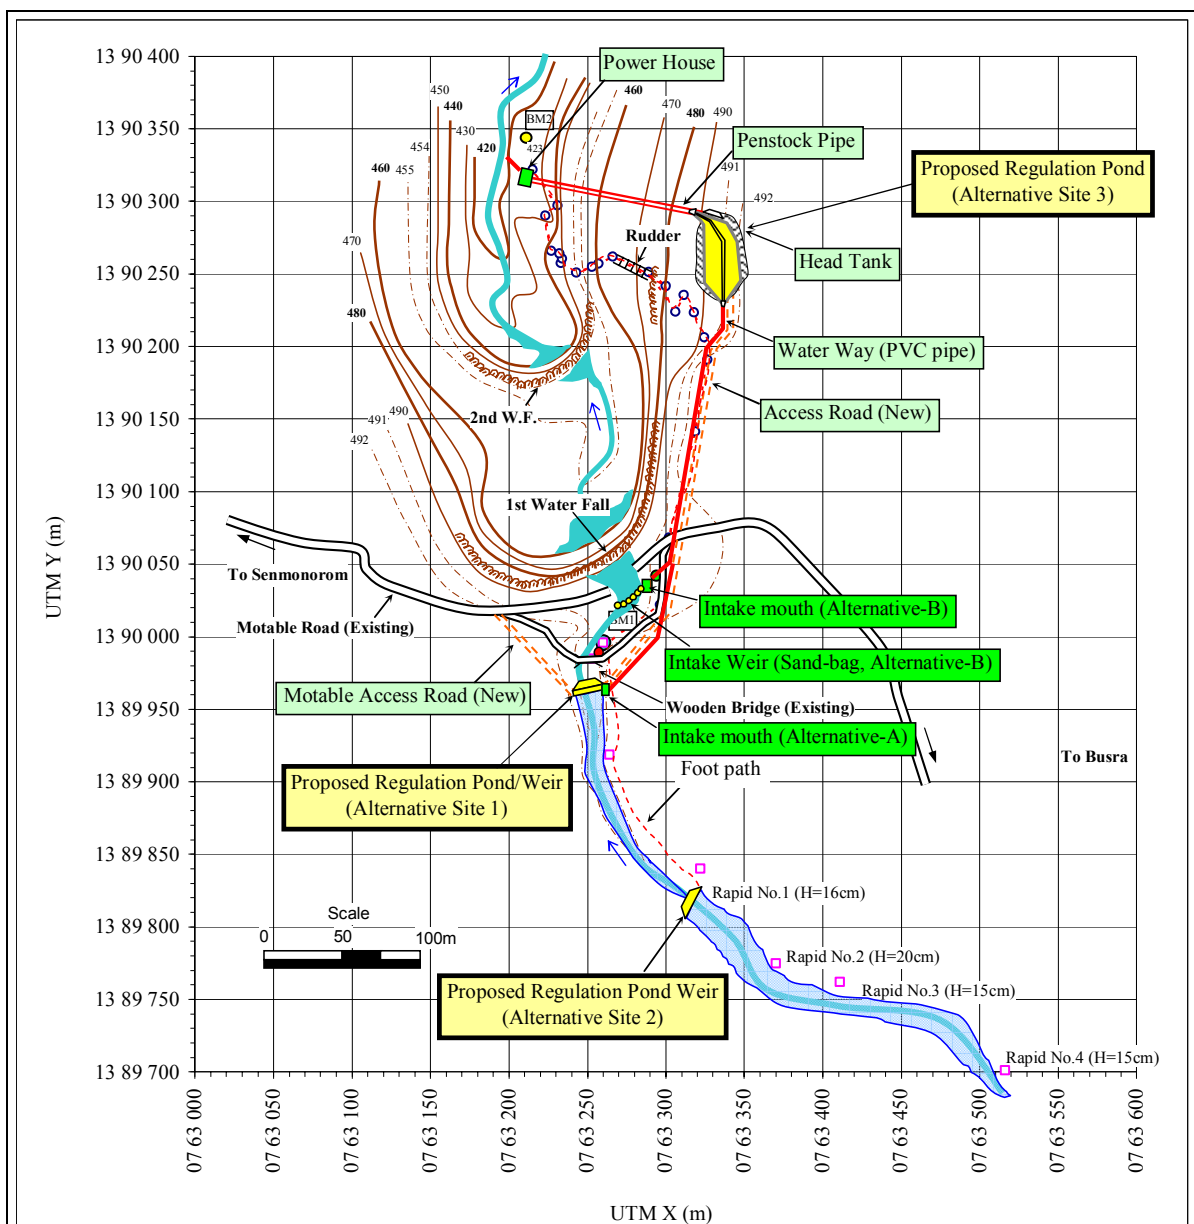 13 90 400
13 90 350
13 90 300
13 90 250
13 90 200
13 90 150
13 90 100
13 90 050
13 90 000
13 89 950
13 89 900
13 89 850
13 89 800
13 89 750
13 89 700
UTM Y (m)
Power House
450
440
430
454
420
460
455
470
480
BM2
423
460
470
480
490
491
492
Penstock Pipe
Proposed Regulation Pond
(Alternative Site 3)
Rudder
Head Tank
Water Way (PVC pipe)
Access Road (New)
2nd W.F.
490
491
492
1st Water Fall
To Senmonorom
Motable Road (Existing)
BM1
Intake mouth (Alternative-B)
Intake Weir (Sand-bag, Alternative-B)
Motable Access Road (New)
Wooden Bridge (Existing)
Intake mouth (Alternative-A)
To Busra
Foot path
Proposed Regulation Pond/Weir
(Alternative Site 1)
Rapid No.1 (H=16cm)
Scale
0 50 100m
Rapid No.2 (H=20cm)
Proposed Regulation Pond Weir
(Alternative Site 2)
Rapid No.3 (H=15cm)
Rapid No.4 (H=15cm)
07 63 000
07 63 050
07 63 100
07 63 150
07 63 200
07 63 250
07 63 300
07 63 350
07 63 400
07 63 450
07 63 500
07 63 550
07 63 600
UTM X (m)